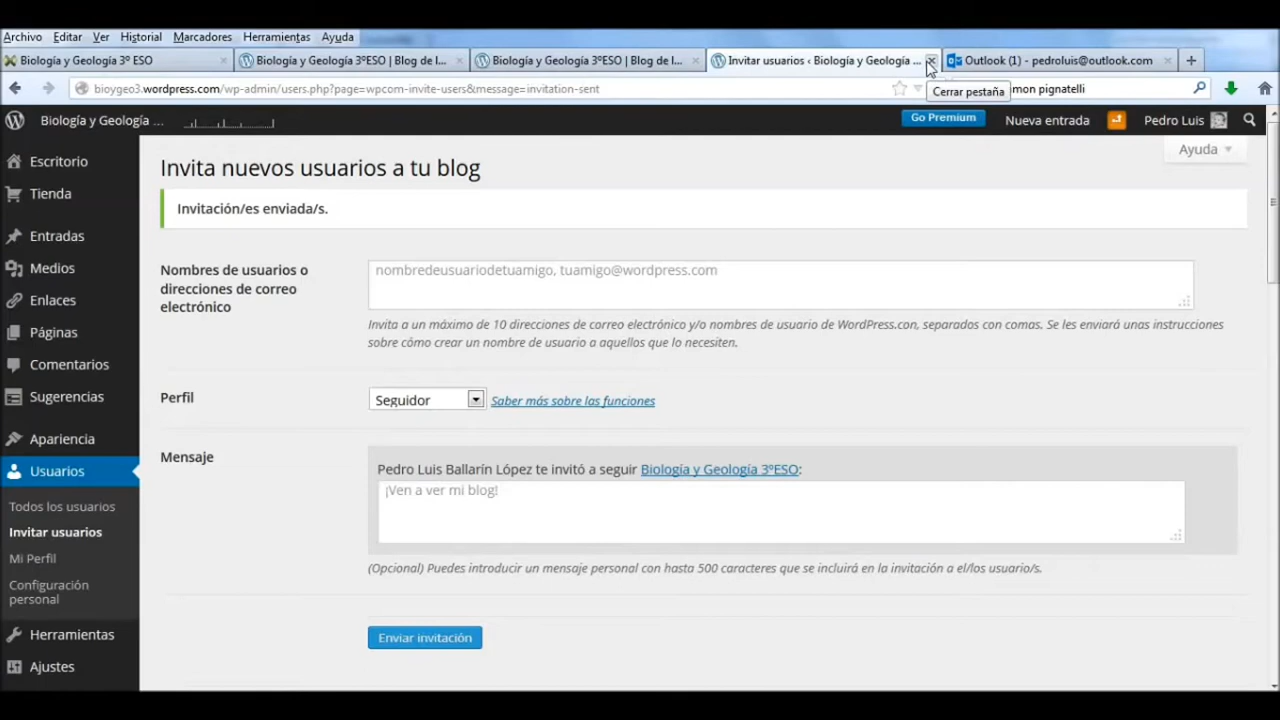 Archivo Editar Ver Historial Marcadores Herramientas Ayuda
Biología y Geología 3º ESO
Biología y Geología 3ºESO | Blog de l...
Biología y Geología 3ºESO | Blog de l...
Invitar usuarios ‹ Biología y Geología ...
Outlook (1) - pedroluis@outlook.com
bioygeo3.wordpress.com/wp-admin/users.php?page=wpcom-invite-users&message=invitation-sent
Cerrar pestaña
mon pignatelli
Biología y Geología ...
Go Premium
Nueva entrada
Pedro Luis
Escritorio
Tienda
Entradas
Medios
Enlaces
Páginas
Comentarios
Sugerencias
Apariencia
Usuarios
Todos los usuarios
Invitar usuarios
Mi Perfil
Configuración
personal
Herramientas
Ajustes
Ayuda
Invita nuevos usuarios a tu blog
Invitación/es enviada/s.
Nombres de usuarios o
direcciones de correo
electrónico
nombredeusuariodetuamigo, tuamigo@wordpress.com
Invita a un máximo de 10 direcciones de correo electrónico y/o nombres de usuario de WordPress.con, separados con comas. Se les enviará unas instrucciones
sobre cómo crear un nombre de usuario a aquellos que lo necesiten.
Perfil
Seguidor
Saber más sobre las funciones
Mensaje
Pedro Luis Ballarín López te invitó a seguir Biología y Geología 3ºESO:
¡Ven a ver mi blog!
(Opcional) Puedes introducir un mensaje personal con hasta 500 caracteres que se incluirá en la invitación a el/los usuario/s.
Enviar invitación